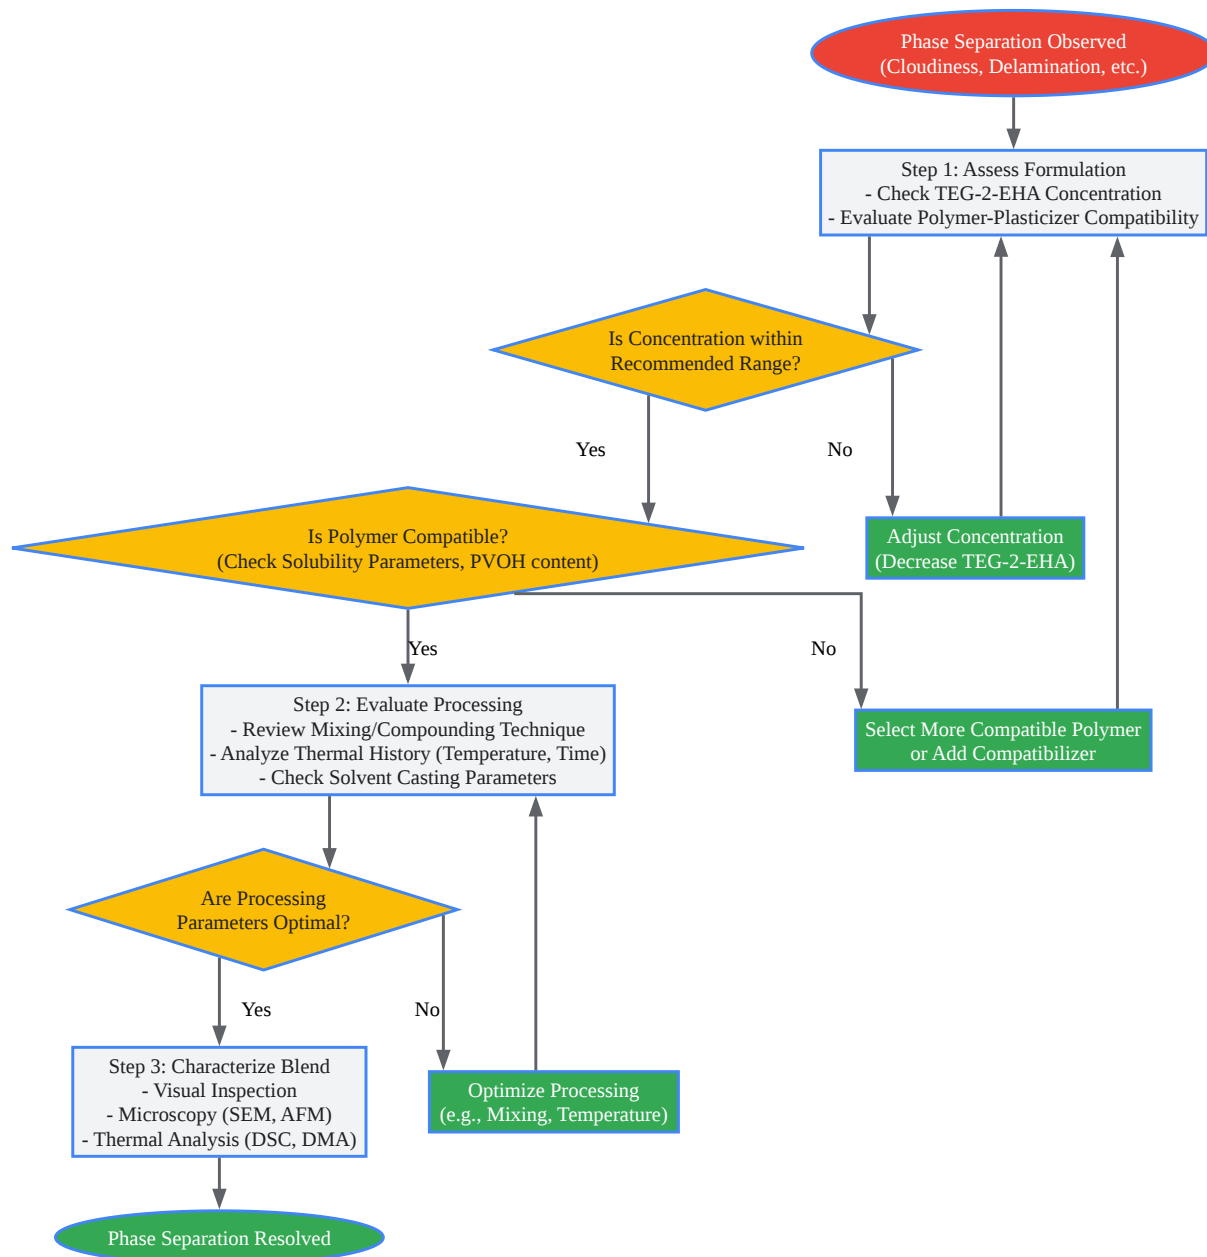 Phase Separation Observed
(Cloudiness, Delamination, etc.)
Step 1: Assess Formulation
- Check TEG-2-EHA Concentration
- Evaluate Polymer-Plasticizer Compatibility
Is Concentration within
Recommended Range?
Yes
No
Is Polymer Compatible?
(Check Solubility Parameters, PVOH content)
Adjust Concentration
(Decrease TEG-2-EHA)
Yes
No
Step 2: Evaluate Processing
- Review Mixing/Compounding Technique
- Analyze Thermal History (Temperature, Time)
- Check Solvent Casting Parameters
Select More Compatible Polymer
or Add Compatibilizer
Are Processing
Parameters Optimal?
Yes
No
Step 3: Characterize Blend
- Visual Inspection
- Microscopy (SEM, AFM)
- Thermal Analysis (DSC, DMA)
Optimize Processing
(e.g., Mixing, Temperature)
Phase Separation Resolved